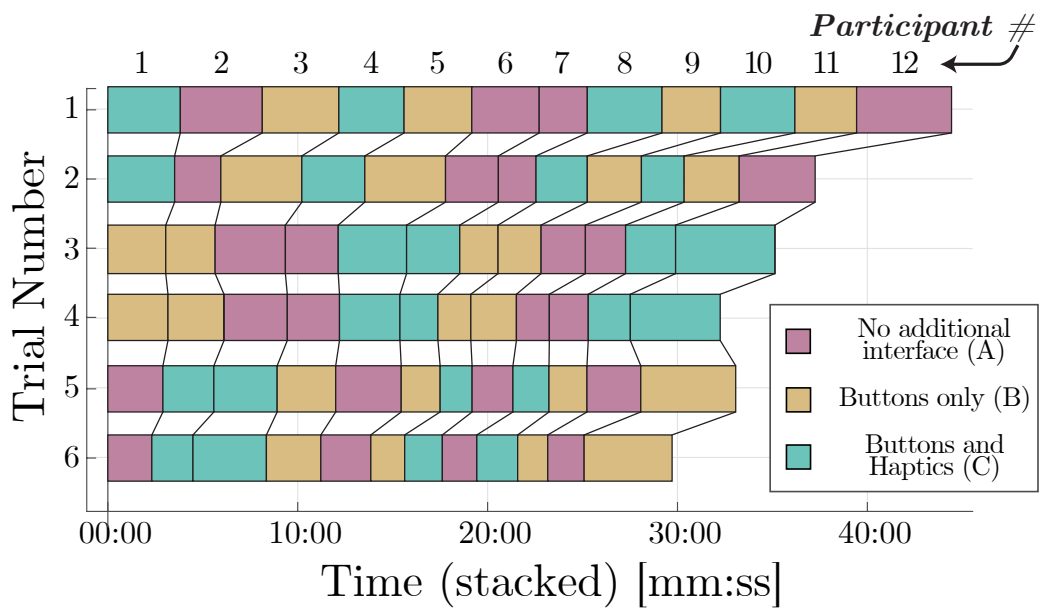 Participant #
1 2 3 4 5 6 7 8 9 10 11 12
Trial Number
1
2
3
4
5
6
No additional
interface (A)
Buttons only (B)
Buttons and
Haptics (C)
00:00 10:00 20:00 30:00 40:00
Time (stacked) [mm:ss]